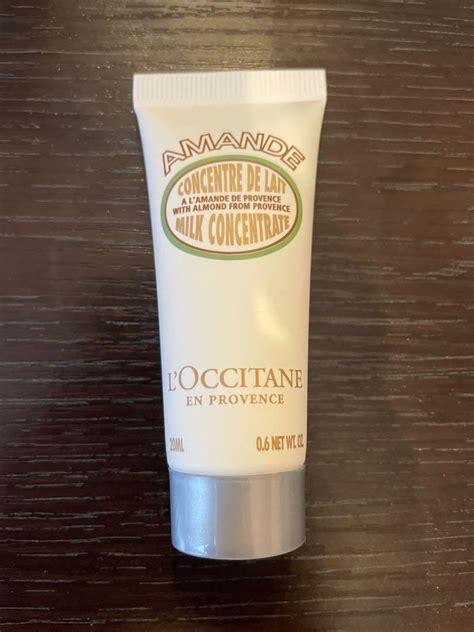 AMANDE
CONCENTRE DE LAIT
A L'AMANDE DE PROVENCE
WITH ALMOND FROM PROVENCE
MILK CONCENTRATE
L'OCCITANE
EN PROVENCE
20ML 0.6 NET WT. OZ.